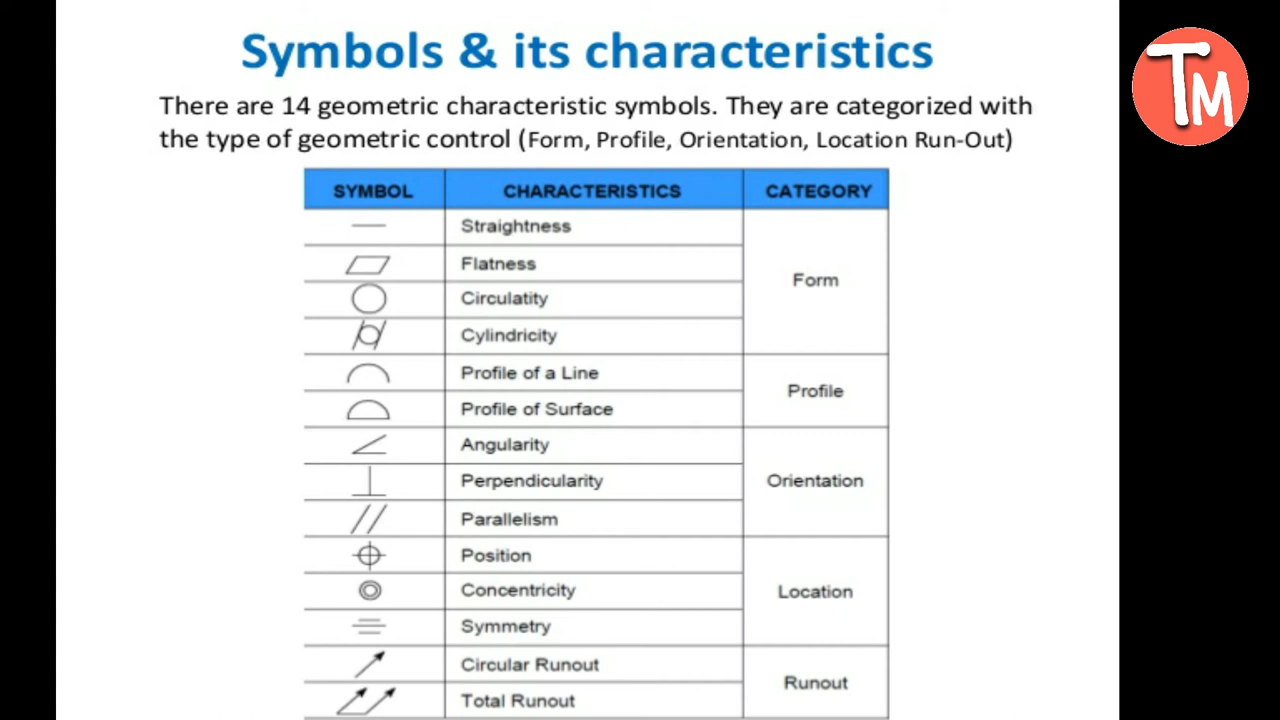 Symbols & its characteristics
TM
There are 14 geometric characteristic symbols. They are categorized with
the type of geometric control (Form, Profile, Orientation, Location Run-Out)
SYMBOL CHARACTERISTICS CATEGORY
Straightness
Flatness
Form
Circulatity
Cylindricity
Profile of a Line
Profile
Profile of Surface
Angularity
Perpendicularity
Orientation
Parallelism
Position
Concentricity
Location
Symmetry
Circular Runout
Runout
Total Runout